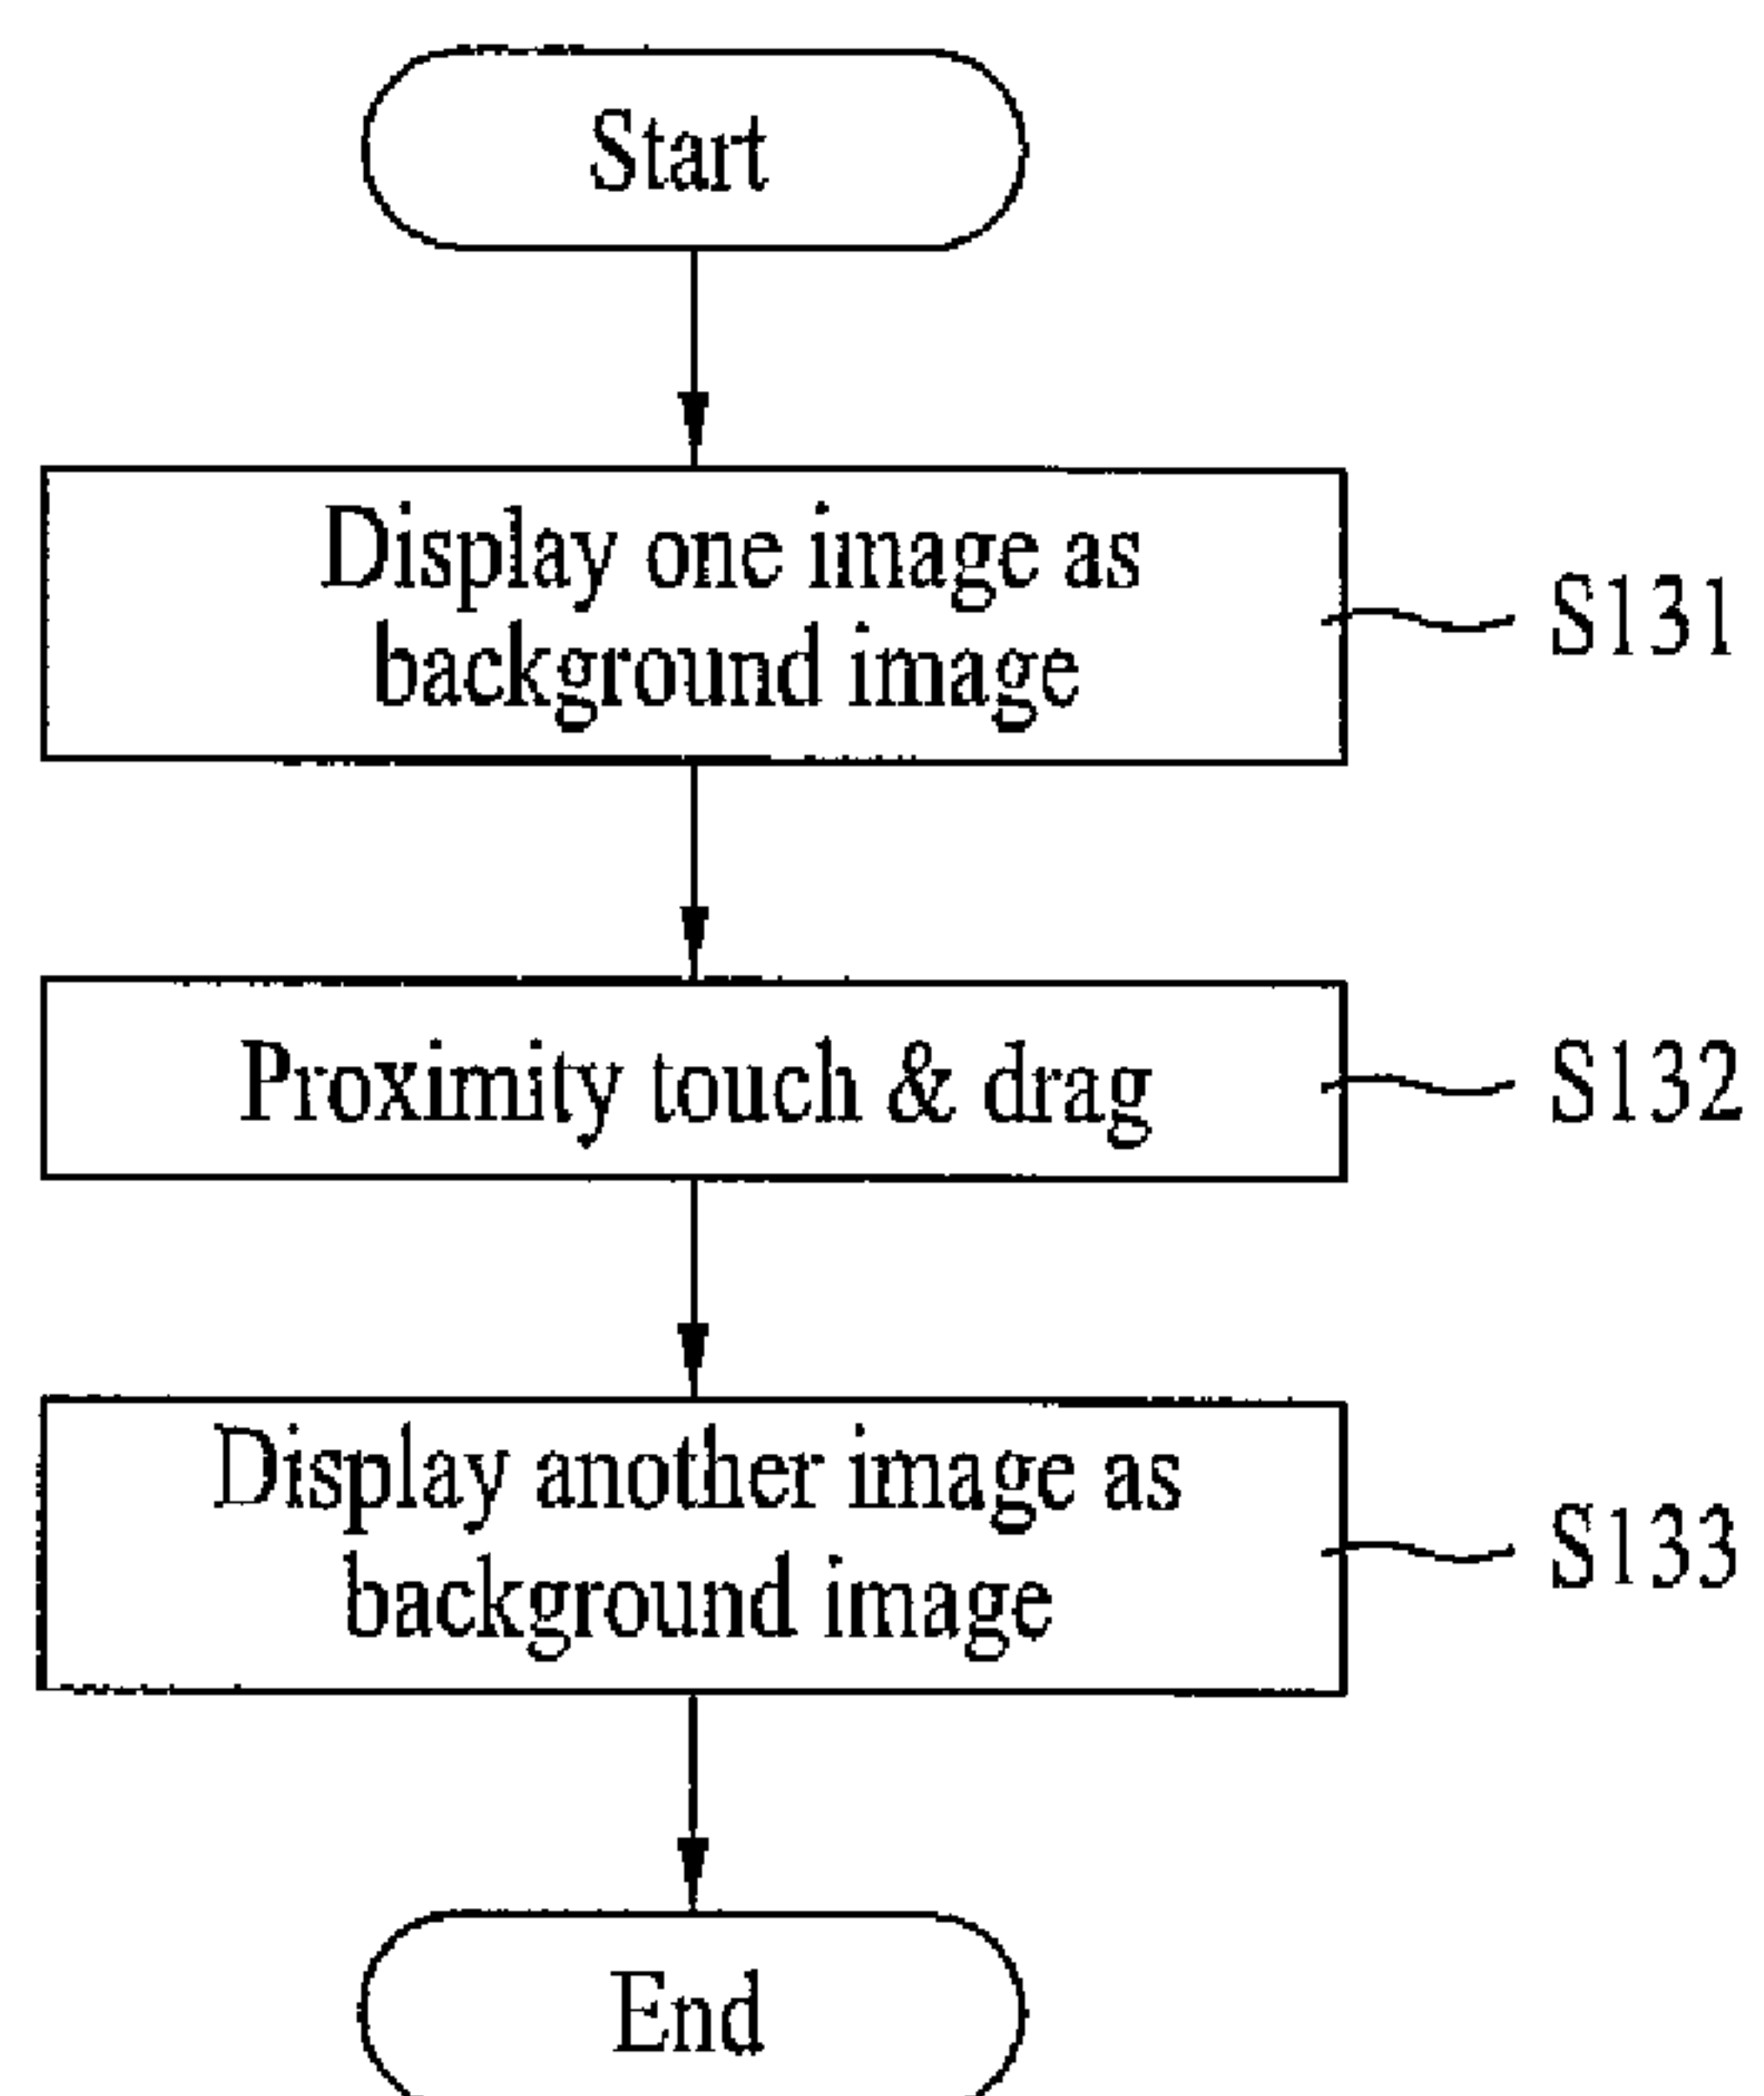 Start
Display one image as
background image
S131
Proximity touch & drag
S132
Display another image as
background image
S133
End